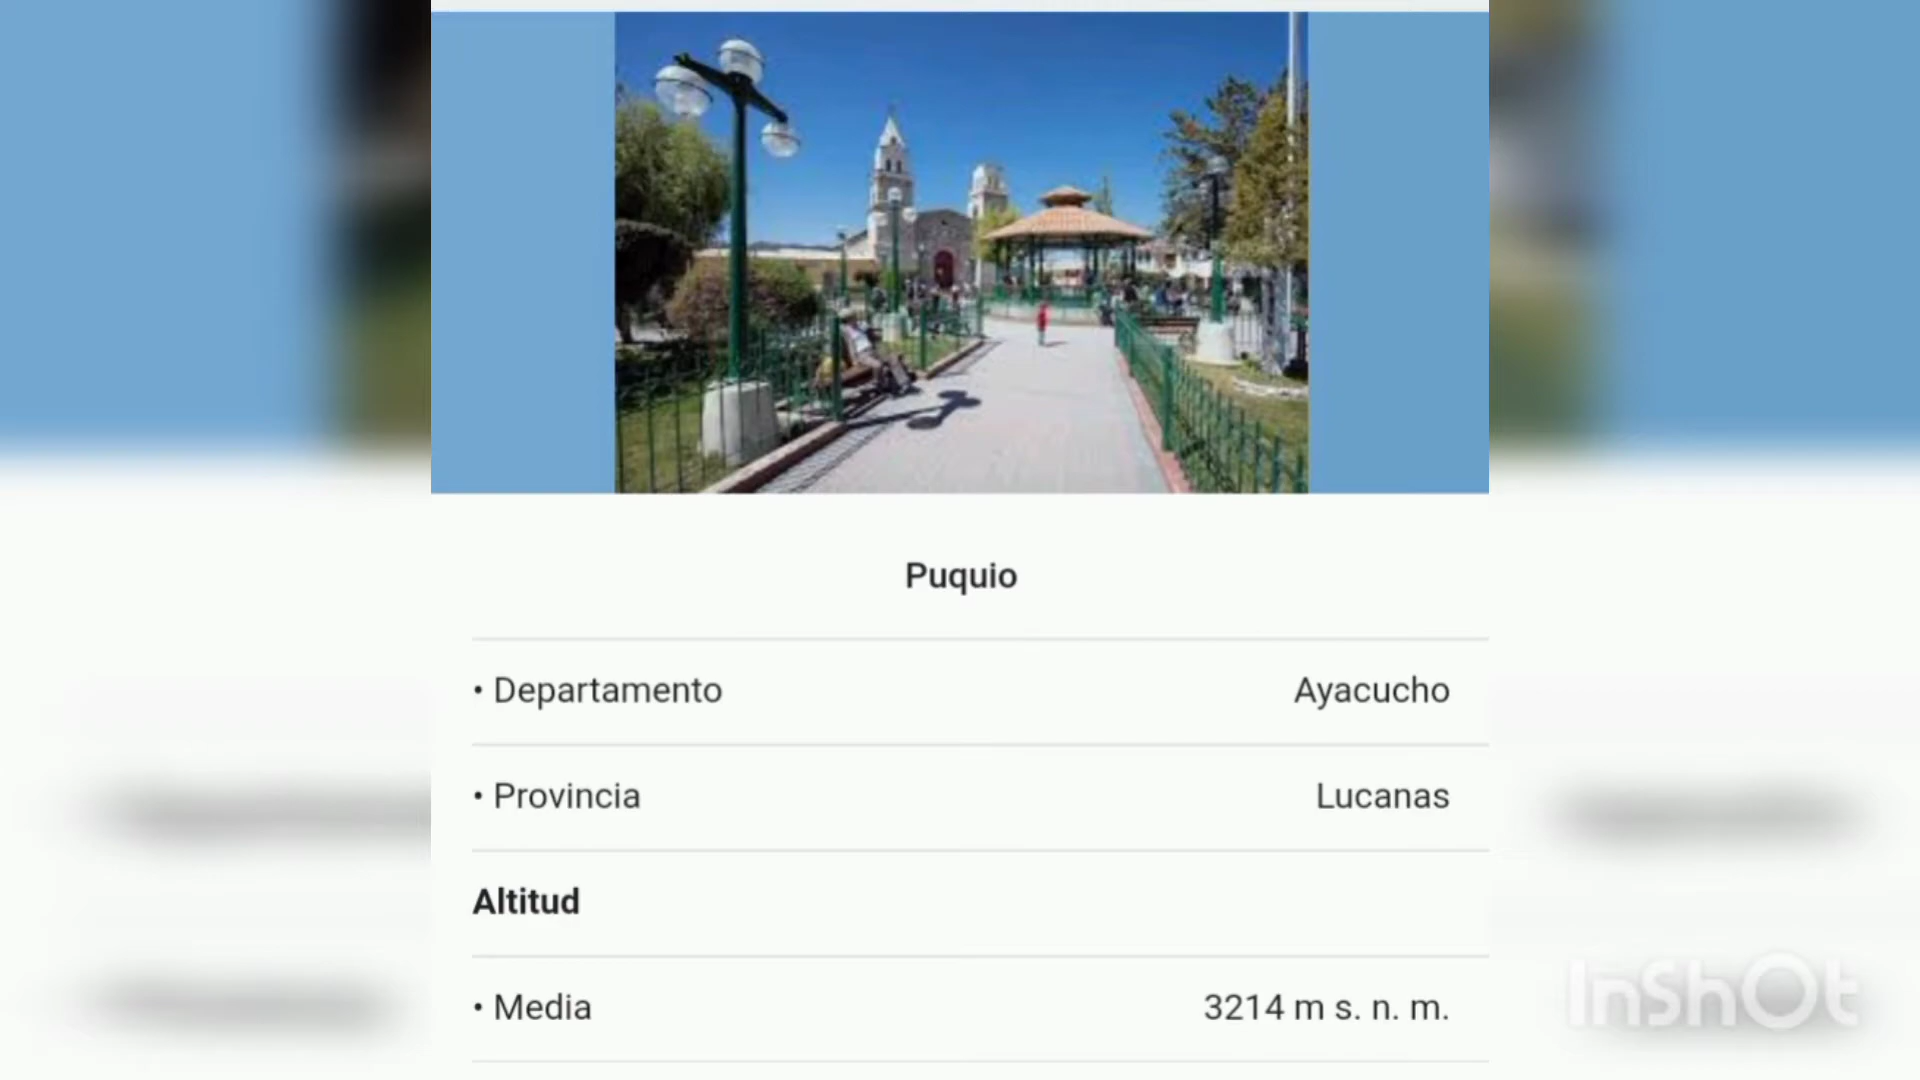 Puquio
• Departamento Ayacucho
• Provincia Lucanas
Altitud
• Media 3214 m s. n. m.
InShOt